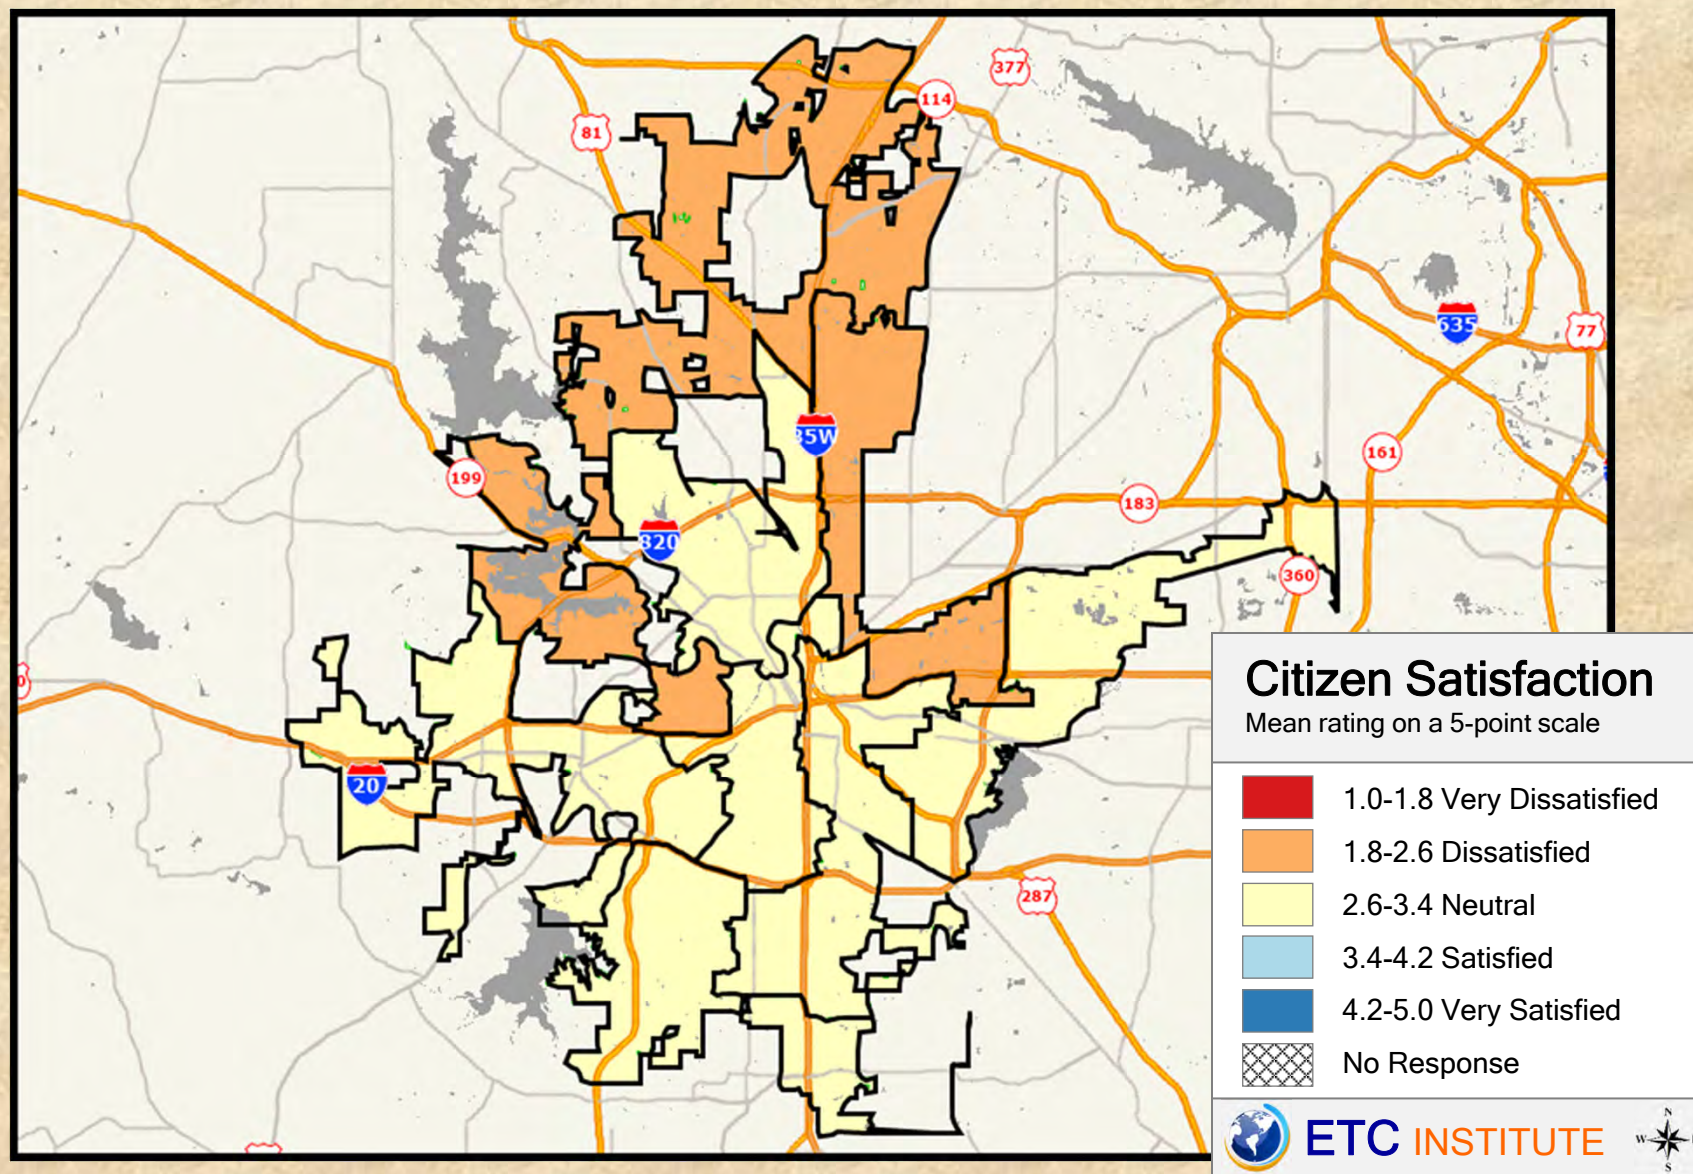 377
114
81
635
77
35W
199
161
183
820
360
Citizen Satisfaction
Mean rating on a 5-point scale
20
1.0-1.8 Very Dissatisfied
1.8-2.6 Dissatisfied
287
2.6-3.4 Neutral
3.4-4.2 Satisfied
4.2-5.0 Very Satisfied
No Response
ETC INSTITUTE
N
W
S